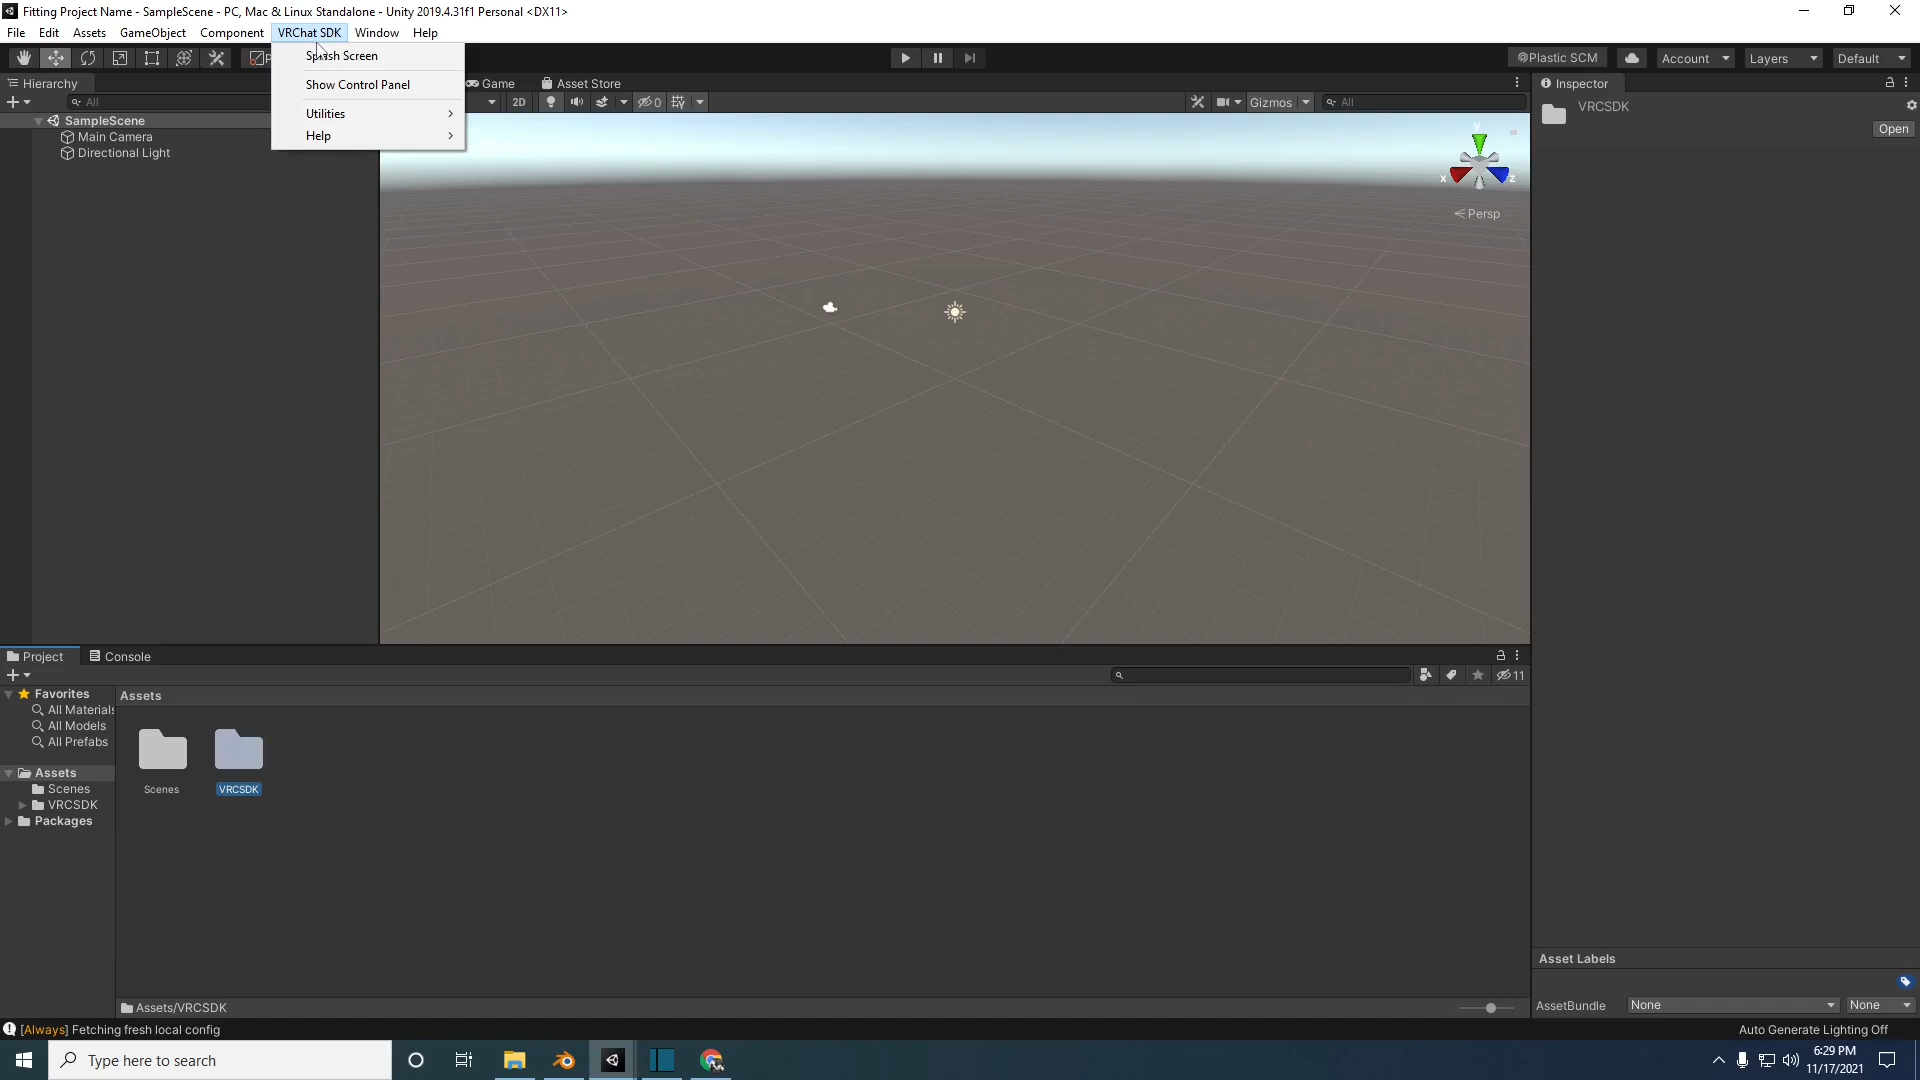 Fitting Project Name - SampleScene - PC, Mac & Linux Standalone - Unity 2019.4.31f1 Personal <DX11>
File Edit Assets GameObject Component VRChat SDK Window Help
Splash Screen
Show Control Panel
Utilities
Help
Plastic SCM
Account
Layers
Default
Hierarchy
Game
Asset Store
Inspector
All
2D
0
Gizmos
All
SampleScene
Main Camera
Directional Light
VRCSDK
Open
y
x
z
Persp
Project
Console
11
Favorites
All Materials
All Models
All Prefabs
Assets
Scenes
VRCSDK
Packages
Assets
Scenes
VRCSDK
Assets/VRCSDK
Asset Labels
AssetBundle
None
None
[Always] Fetching fresh local config
Auto Generate Lighting Off
Type here to search
6:29 PM
11/17/2021